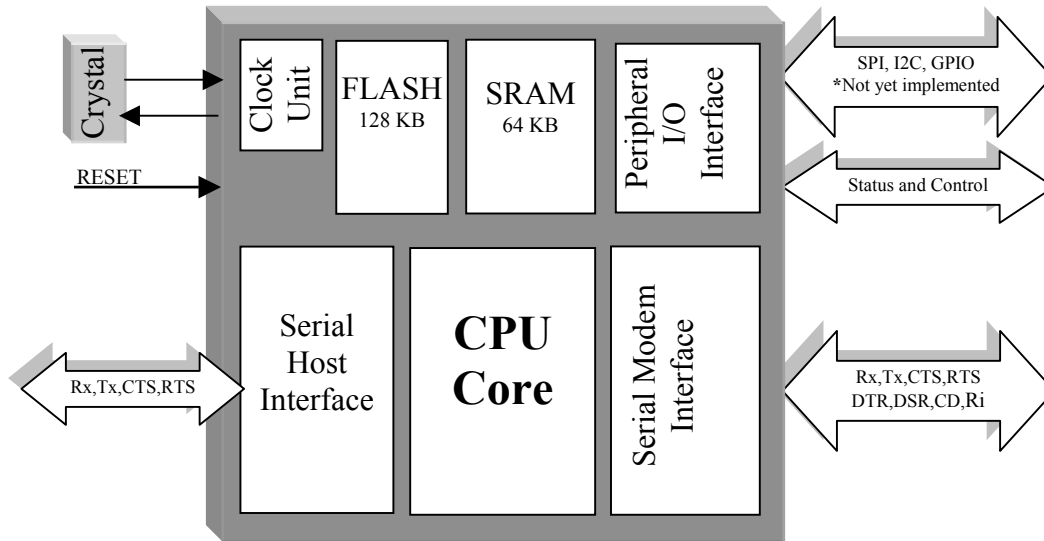 Crystal
RESET
Clock
Unit
FLASH
128 KB
SRAM
64 KB
Peripheral
I/O
Interface
SPI, I2C, GPIO
*Not yet implemented
Status and Control
Rx,Tx,CTS,RTS
Serial
Host
Interface
CPU
Core
Serial Modem
Interface
Rx,Tx,CTS,RTS
DTR,DSR,CD,Ri